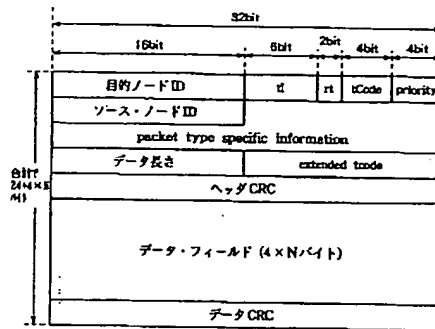 32bit
16bit 6bit 2bit 4bit 4bit
目的ノードID tl rt tCode priority
ソース・ノードID
packet type specific information
データ長さ extended tcode
合計で
ヘッダCRC
データ・フィールド (4×Nバイト)
データCRC